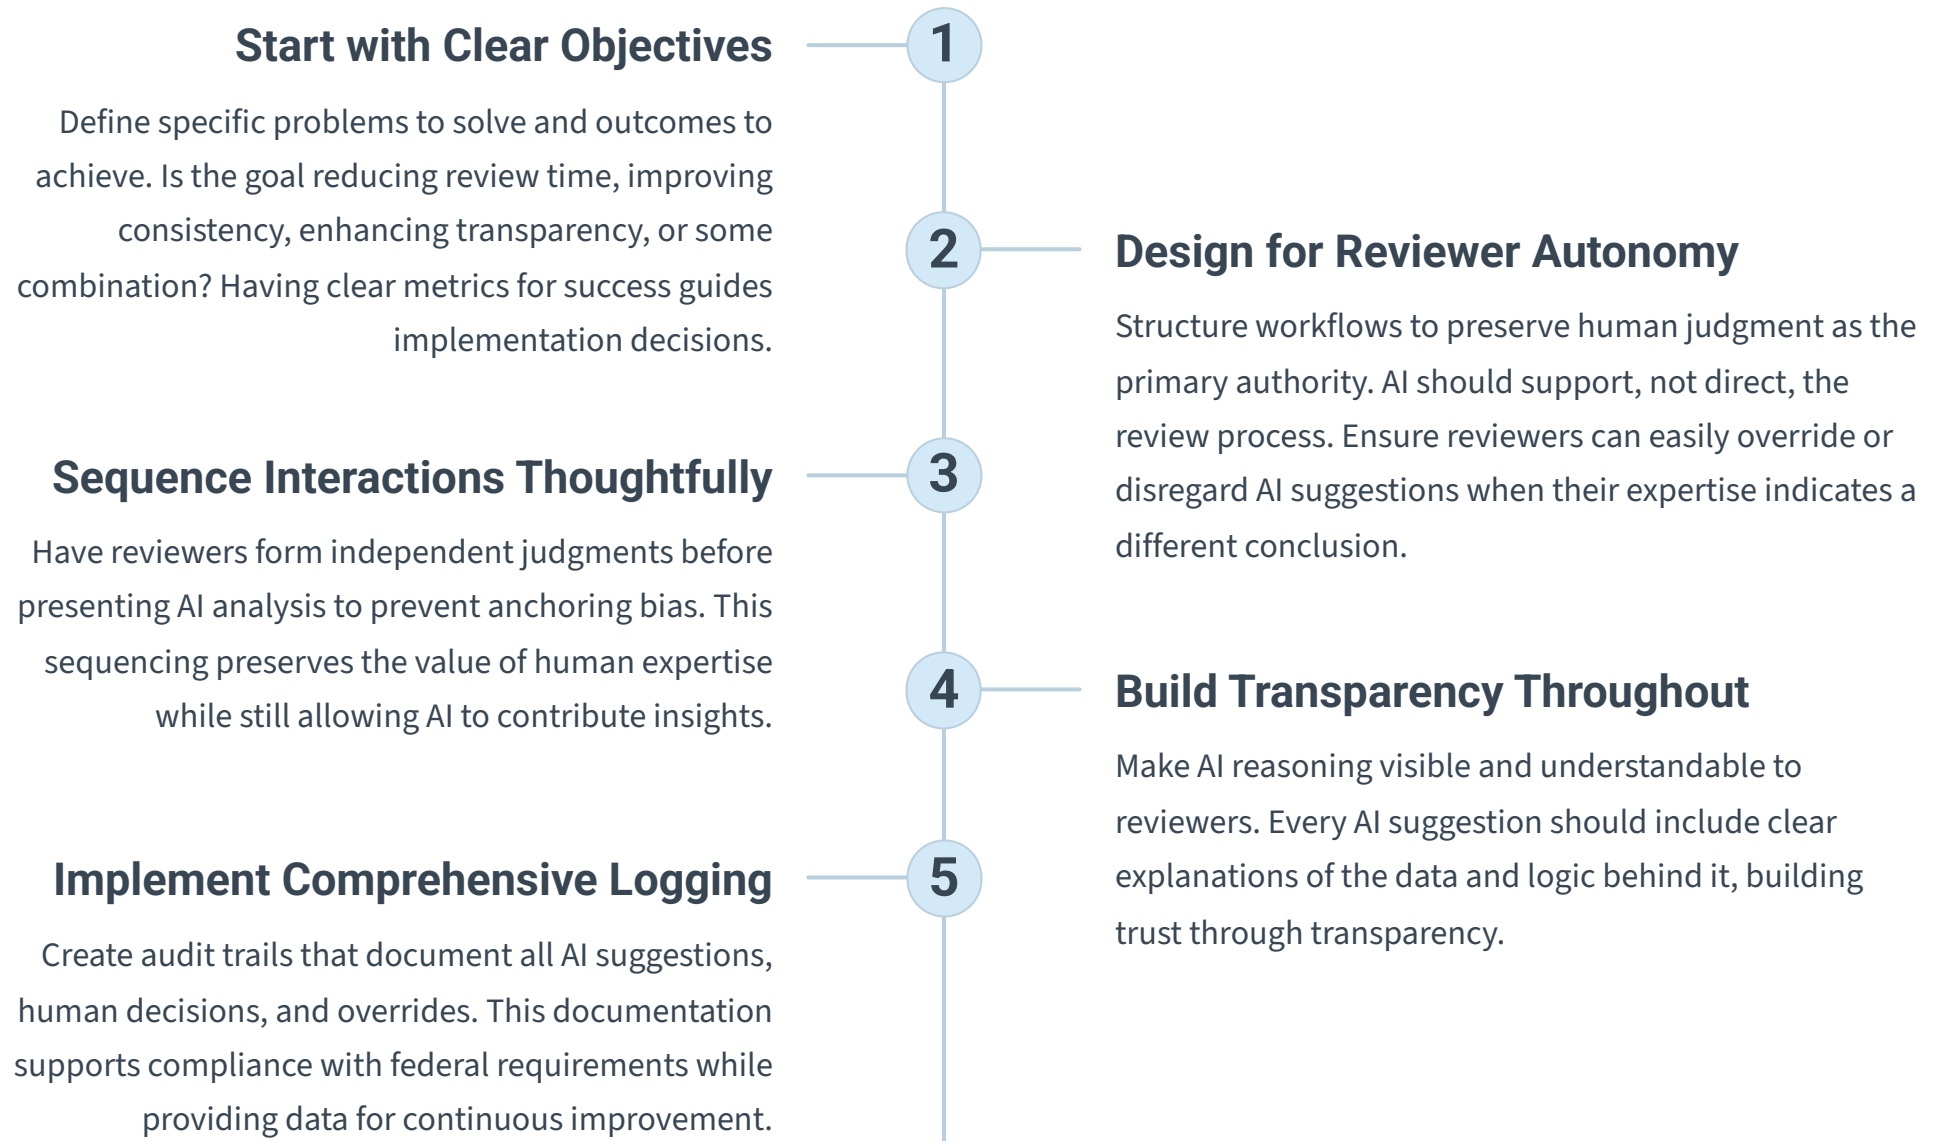 Start with Clear Objectives
1
Define specific problems to solve and outcomes to
achieve. Is the goal reducing review time, improving
consistency, enhancing transparency, or some
combination? Having clear metrics for success guides
implementation decisions.
2
Design for Reviewer Autonomy
Structure workflows to preserve human judgment as the
primary authority. AI should support, not direct, the
review process. Ensure reviewers can easily override or
disregard AI suggestions when their expertise indicates a
different conclusion.
Sequence Interactions Thoughtfully
3
Have reviewers form independent judgments before
presenting AI analysis to prevent anchoring bias. This
sequencing preserves the value of human expertise
while still allowing AI to contribute insights.
4
Build Transparency Throughout
Make AI reasoning visible and understandable to
reviewers. Every AI suggestion should include clear
explanations of the data and logic behind it, building
trust through transparency.
Implement Comprehensive Logging
5
Create audit trails that document all AI suggestions,
human decisions, and overrides. This documentation
supports compliance with federal requirements while
providing data for continuous improvement.